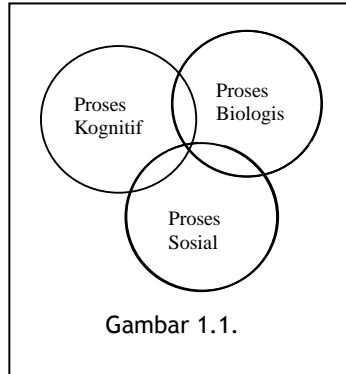 Proses
Kognitif
Proses
Biologis
Proses
Sosial
Gambar 1.1.